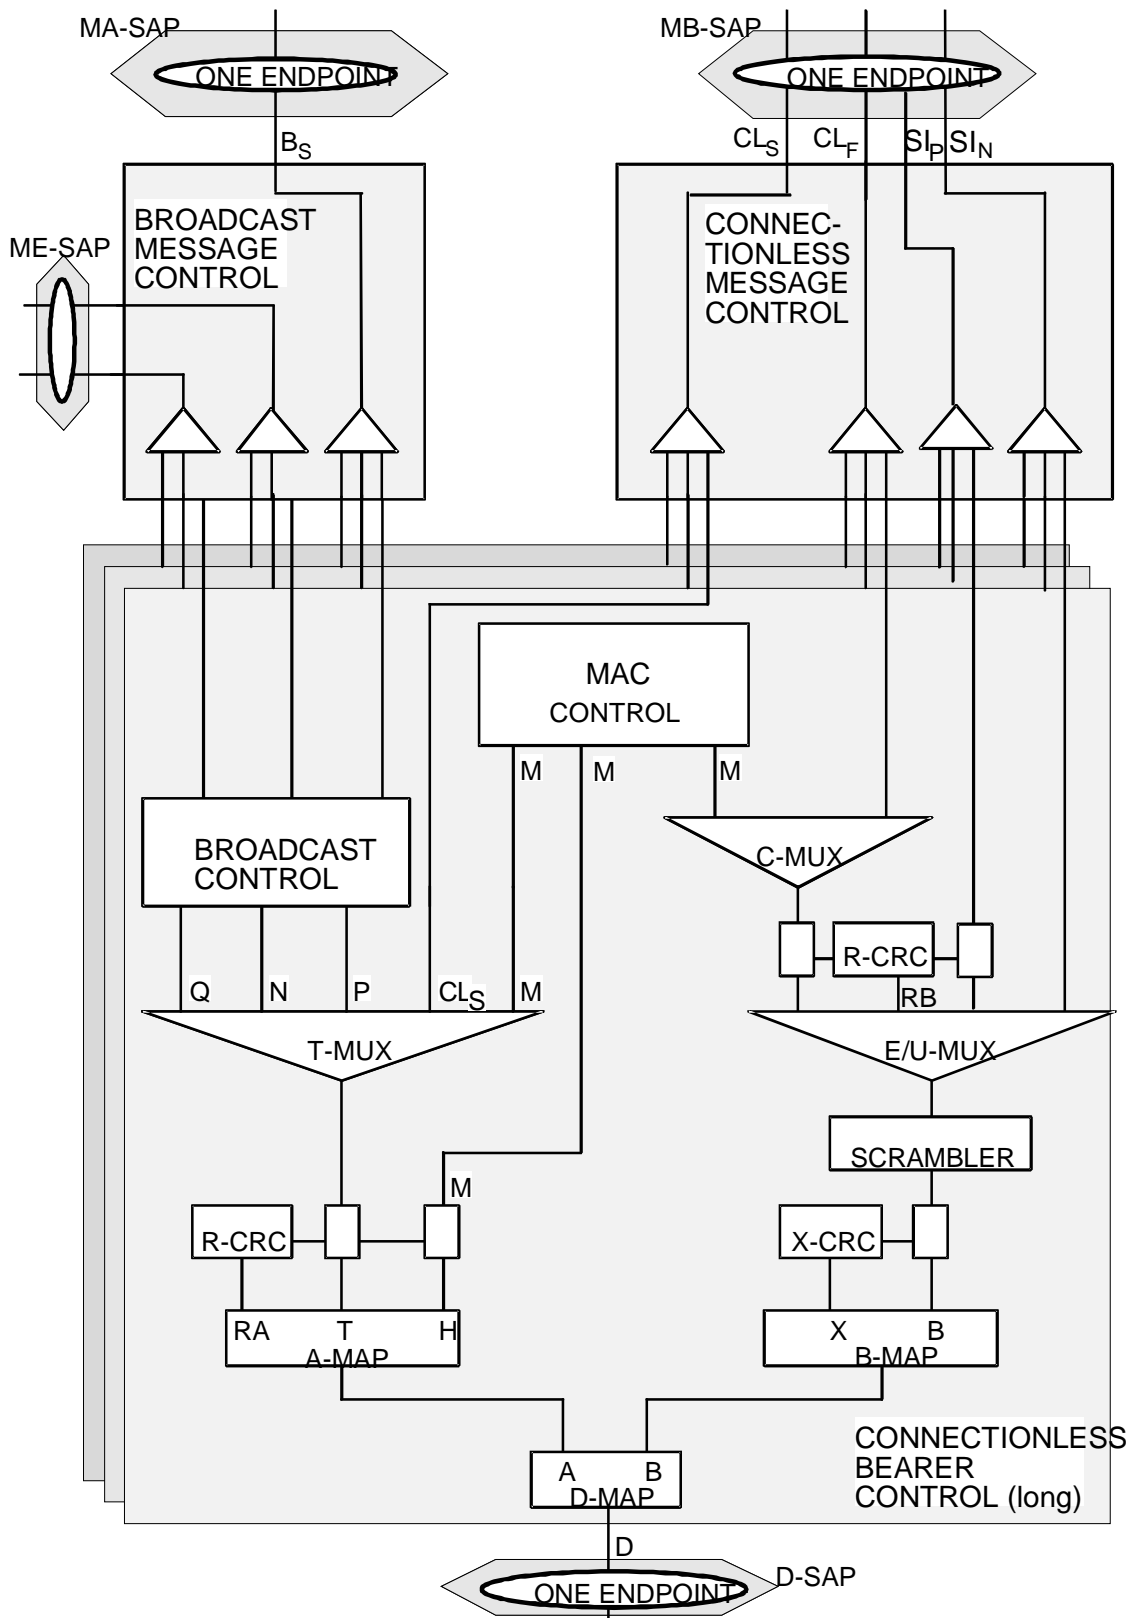 MA-SAP
MB-SAP
ONE ENDPOINT
ONE ENDPOINT
BS
CLS
CLF
SIP
SIN
BROADCAST
MESSAGE
CONTROL
ME-SAP
CONNEC-
TIONLESS
MESSAGE
CONTROL
MAC
CONTROL
M
M
M
C-MUX
BROADCAST
CONTROL
R-CRC
Q
N
P
CLS
M
RB
T-MUX
E/U-MUX
SCRAMBLER
M
R-CRC
X-CRC
RA
T
H
A-MAP
X
B
B-MAP
CONNECTIONLESS
BEARER
CONTROL (long)
A
B
D-MAP
D
D-SAP
ONE ENDPOINT